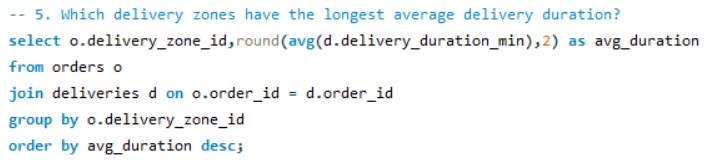 -- 5. Which delivery zones have the longest average delivery duration?
select o.delivery_zone_id,round(avg(d.delivery_duration_min),2) as avg_duration
from orders o
join deliveries d on o.order_id = d.order_id
group by o.delivery_zone_id
order by avg_duration desc;